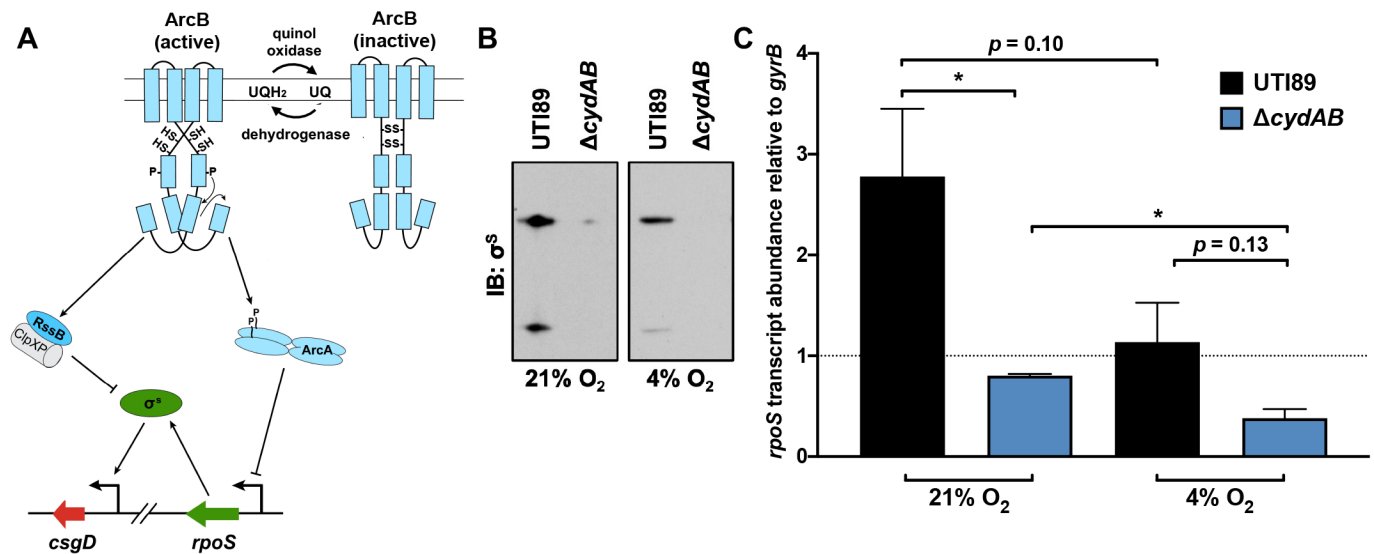 A
ArcB
(active)
quinol
oxidase
ArcB
(inactive)
UQH2
UQ
dehydrogenase
HS
SH
HS
SH
-SS-
-SS-
P-
-P
P
P
RssB
ClpXP
ArcA
σˢ
csgD
rpoS
B
UTI89
ΔcydAB
UTI89
ΔcydAB
IB: σˢ
21% O₂
4% O₂
C
rpoS transcript abundance relative to gyrB
4
3
2
1
0
p = 0.10
*
*
p = 0.13
UTI89
ΔcydAB
21% O₂
4% O₂